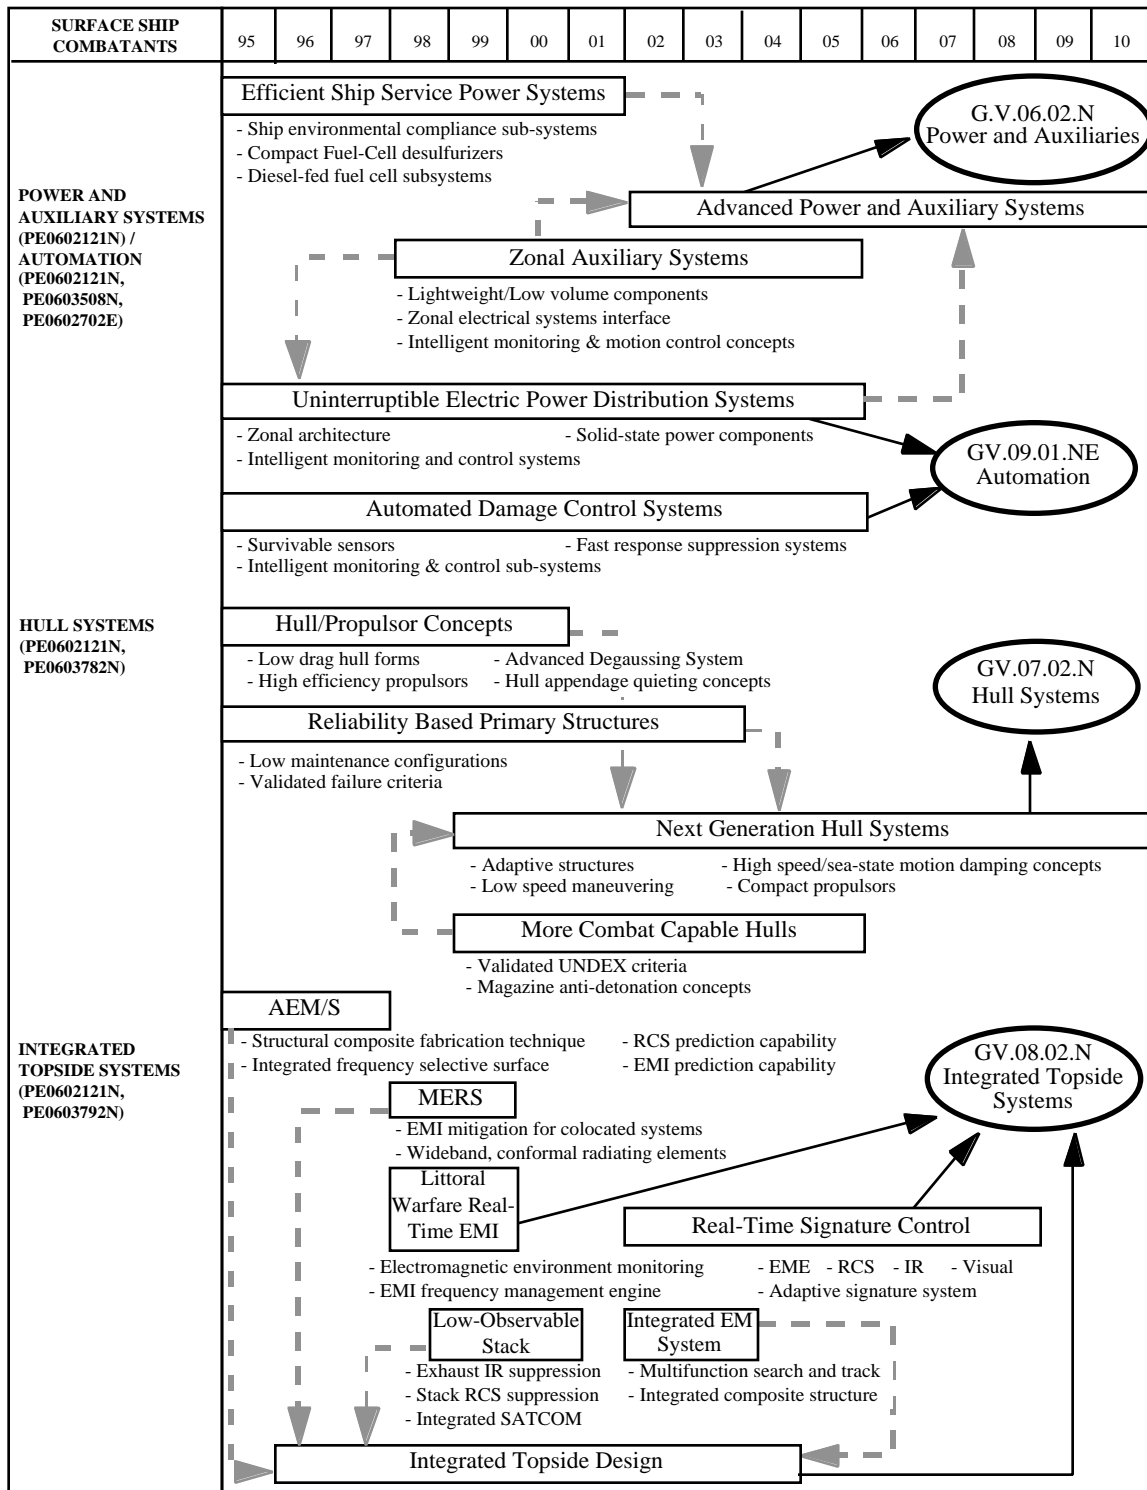 SURFACE SHIP
COMBATANTS
95 96 97 98 99 00 01 02 03 04 05 06 07 08 09 10
POWER AND
AUXILIARY SYSTEMS
(PE0602121N) /
AUTOMATION
(PE0602121N,
PE0603508N,
PE0602702E)
Efficient Ship Service Power Systems
- Ship environmental compliance sub-systems
- Compact Fuel-Cell desulfurizers
- Diesel-fed fuel cell subsystems
G.V.06.02.N
Power and Auxiliaries
Advanced Power and Auxiliary Systems
Zonal Auxiliary Systems
- Lightweight/Low volume components
- Zonal electrical systems interface
- Intelligent monitoring & motion control concepts
Uninterruptible Electric Power Distribution Systems
- Zonal architecture - Solid-state power components
- Intelligent monitoring and control systems
GV.09.01.NE
Automation
Automated Damage Control Systems
- Survivable sensors - Fast response suppression systems
- Intelligent monitoring & control sub-systems
HULL SYSTEMS
(PE0602121N,
PE0603782N)
Hull/Propulsor Concepts
- Low drag hull forms - Advanced Degaussing System
- High efficiency propulsors - Hull appendage quieting concepts
GV.07.02.N
Hull Systems
Reliability Based Primary Structures
- Low maintenance configurations
- Validated failure criteria
Next Generation Hull Systems
- Adaptive structures - High speed/sea-state motion damping concepts
- Low speed maneuvering - Compact propulsors
More Combat Capable Hulls
- Validated UNDEX criteria
- Magazine anti-detonation concepts
INTEGRATED
TOPSIDE SYSTEMS
(PE0602121N,
PE0603792N)
AEM/S
- Structural composite fabrication technique - RCS prediction capability
- Integrated frequency selective surface - EMI prediction capability
GV.08.02.N
Integrated Topside
Systems
MERS
- EMI mitigation for colocated systems
- Wideband, conformal radiating elements
Littoral
Warfare Real-
Time EMI
Real-Time Signature Control
- Electromagnetic environment monitoring - EME - RCS - IR - Visual
- EMI frequency management engine - Adaptive signature system
Low-Observable
Stack
Integrated EM
System
- Exhaust IR suppression - Multifunction search and track
- Stack RCS suppression - Integrated composite structure
- Integrated SATCOM
Integrated Topside Design